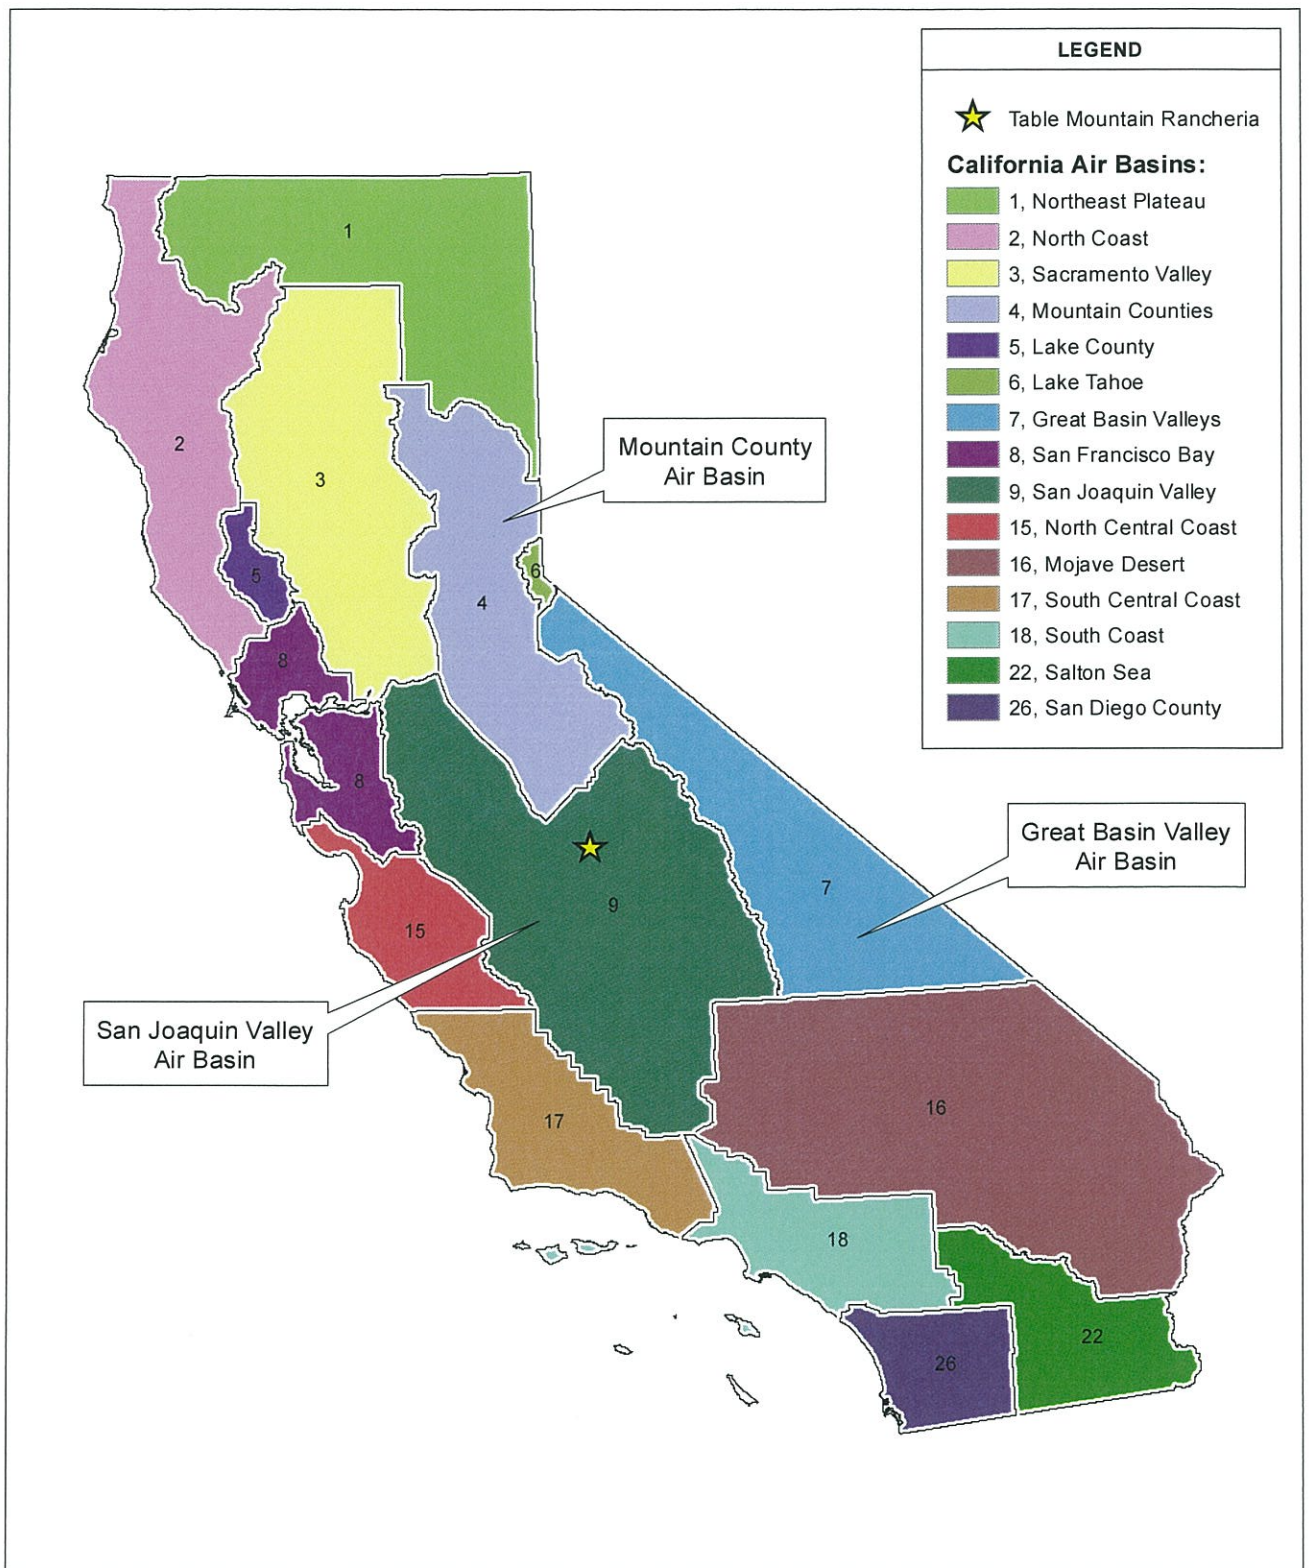 LEGEND
Table Mountain Rancheria
California Air Basins:
1, Northeast Plateau
2, North Coast
3, Sacramento Valley
4, Mountain Counties
5, Lake County
6, Lake Tahoe
7, Great Basin Valleys
8, San Francisco Bay
9, San Joaquin Valley
15, North Central Coast
16, Mojave Desert
17, South Central Coast
18, South Coast
22, Salton Sea
26, San Diego County
1
2
3
Mountain County
Air Basin
6
5
4
8
8
Great Basin Valley
Air Basin
7
9
15
San Joaquin Valley
Air Basin
16
17
18
22
26